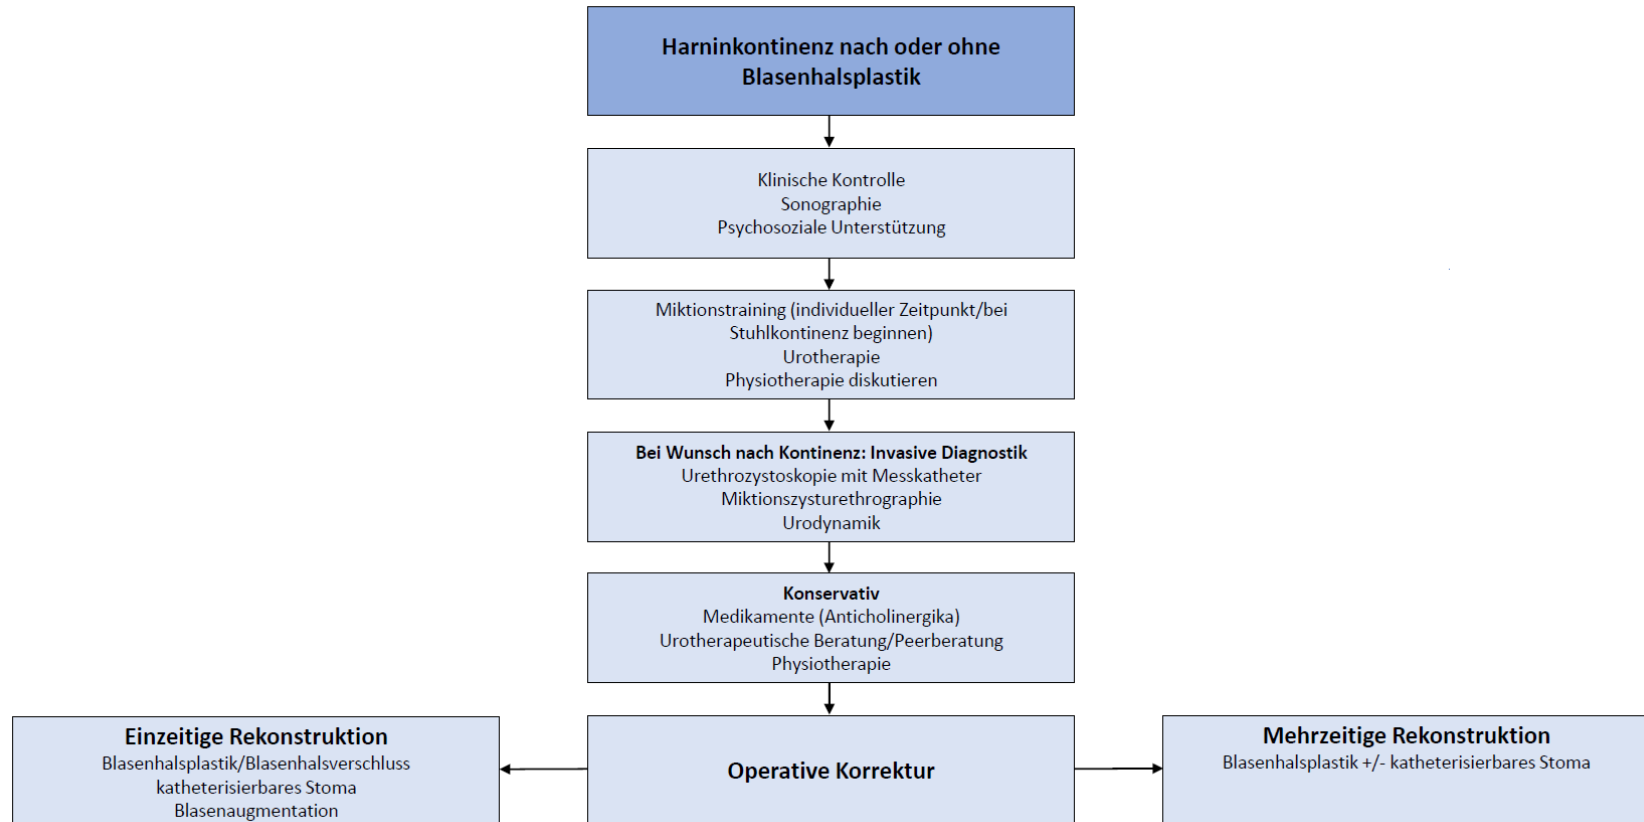 Harninkontinenz nach oder ohne
Blasenhalsplastik
Klinische Kontrolle
Sonographie
Psychosoziale Unterstützung
Miktionstraining (individueller Zeitpunkt/bei
Stuhlkontinenz beginnen)
Urotherapie
Physiotherapie diskutieren
Bei Wunsch nach Kontinenz: Invasive Diagnostik
Urethrozystoskopie mit Messkatheter
Miktionszysturethrographie
Urodynamik
Konservativ
Medikamente (Anticholinergika)
Urotherapeutische Beratung/Peerberatung
Physiotherapie
Einzeitige Rekonstruktion
Blasenhalsplastik/Blasenhalsverschluss
katheterisierbares Stoma
Blasenaugmentation
Operative Korrektur
Mehrzeitige Rekonstruktion
Blasenhalsplastik +/- katheterisierbares Stoma